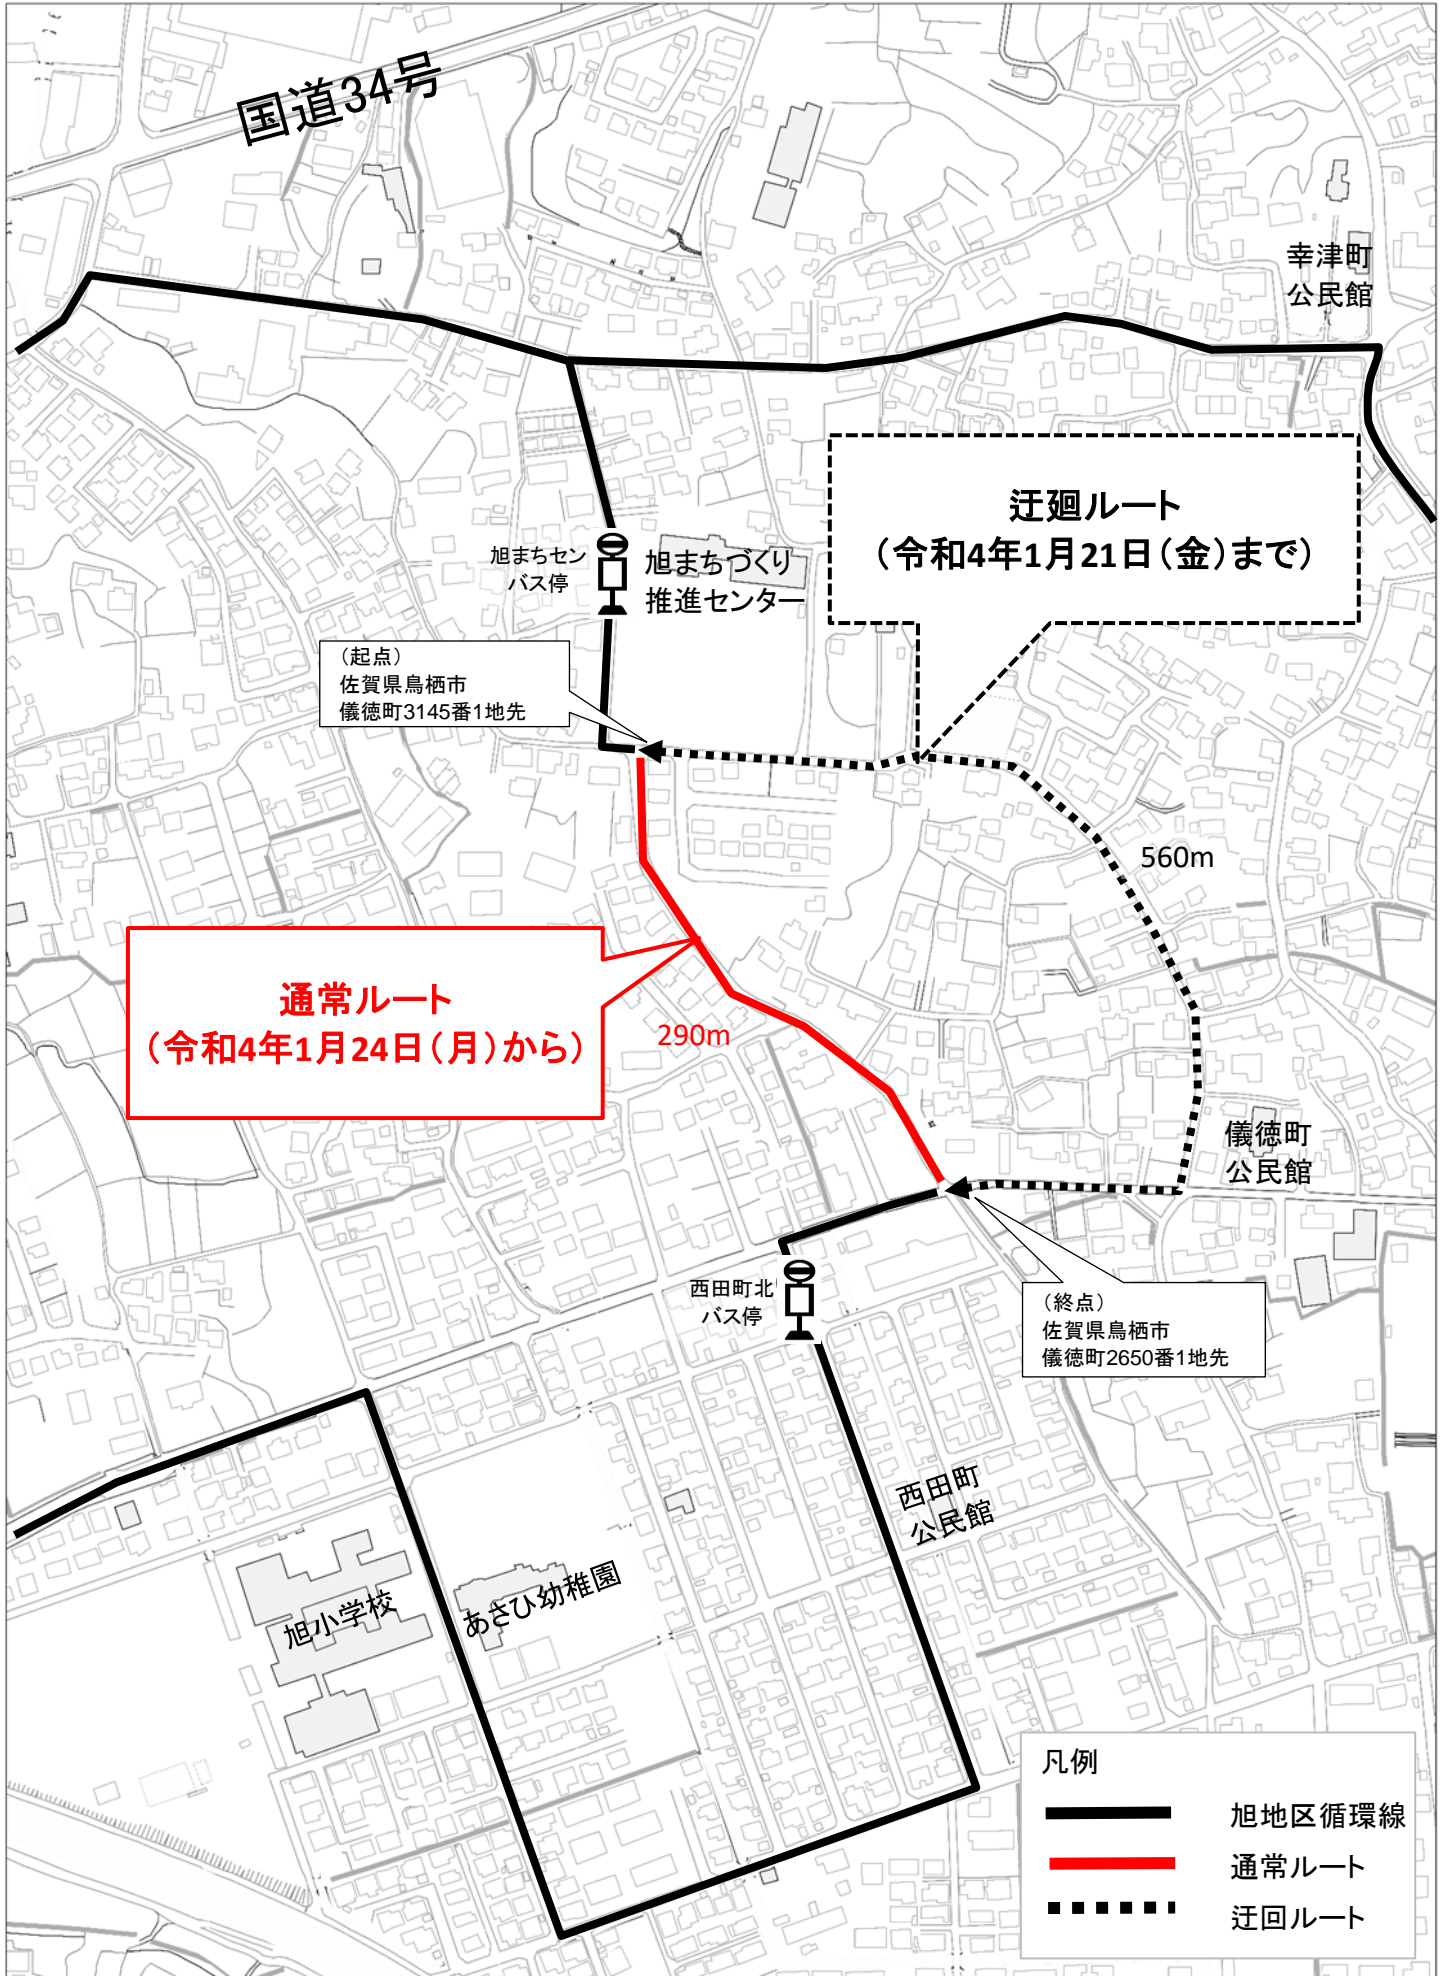 国道34号
幸津町
公民館
迂廻ルート
（令和4年1月21日（金）まで）
旭まちセン
バス停
旭まちづくり
推進センター
（起点）
佐賀県鳥栖市
儀徳町3145番1地先
560m
通常ルート
（令和4年1月24日（月）から）
290m
儀徳町
公民館
西田町北
バス停
（終点）
佐賀県鳥栖市
儀徳町2650番1地先
西田町
公民館
あさひ幼稚園
旭小学校
凡例
旭地区循環線
通常ルート
迂回ルート